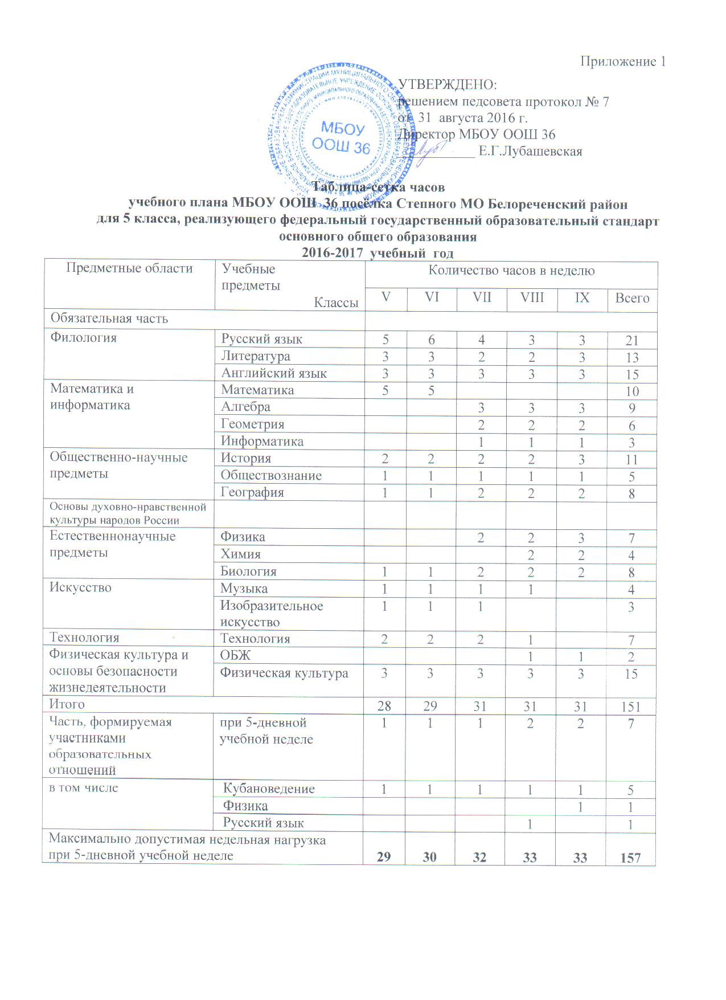 Приложение 1
УТВЕРЖДЕНО:
решением педсовета протокол № 7
от 31 августа 2016 г.
Директор МБОУ ООШ 36
___________ Е.Г.Лубашевская
МБОУ
ООШ 36
Таблица-сетка часов
учебного плана МБОУ ООШ 36 посёлка Степного МО Белореченский район
для 5 класса, реализующего федеральный государственный образовательный стандарт
основного общего образования
2016-2017 учебный год
Предметные области Учебные предметы Классы Количество часов в неделю
V VI VII VIII IX Всего
Обязательная часть
Филология Русский язык 5 6 4 3 3 21
Литература 3 3 2 2 3 13
Английский язык 3 3 3 3 3 15
Математика и информатика Математика 5 5 10
Алгебра 3 3 3 9
Геометрия 2 2 2 6
Информатика 1 1 1 3
Общественно-научные предметы История 2 2 2 2 3 11
Обществознание 1 1 1 1 1 5
География 1 1 2 2 2 8
Основы духовно-нравственной
культуры народов России
Естественнонаучные предметы Физика 2 2 3 7
Химия 2 2 4
Биология 1 1 2 2 2 8
Искусство Музыка 1 1 1 1 4
Изобразительное искусство 1 1 1 3
Технология Технология 2 2 2 1 7
Физическая культура и основы безопасности жизнедеятельности ОБЖ 1 1 2
Физическая культура 3 3 3 3 3 15
Итого 28 29 31 31 31 151
Часть, формируемая участниками образовательных отношений при 5-дневной учебной неделе 1 1 1 2 2 7
в том числе Кубановедение 1 1 1 1 1 5
Физика 1 1
Русский язык 1 1
Максимально допустимая недельная нагрузка
при 5-дневной учебной неделе 29 30 32 33 33 157